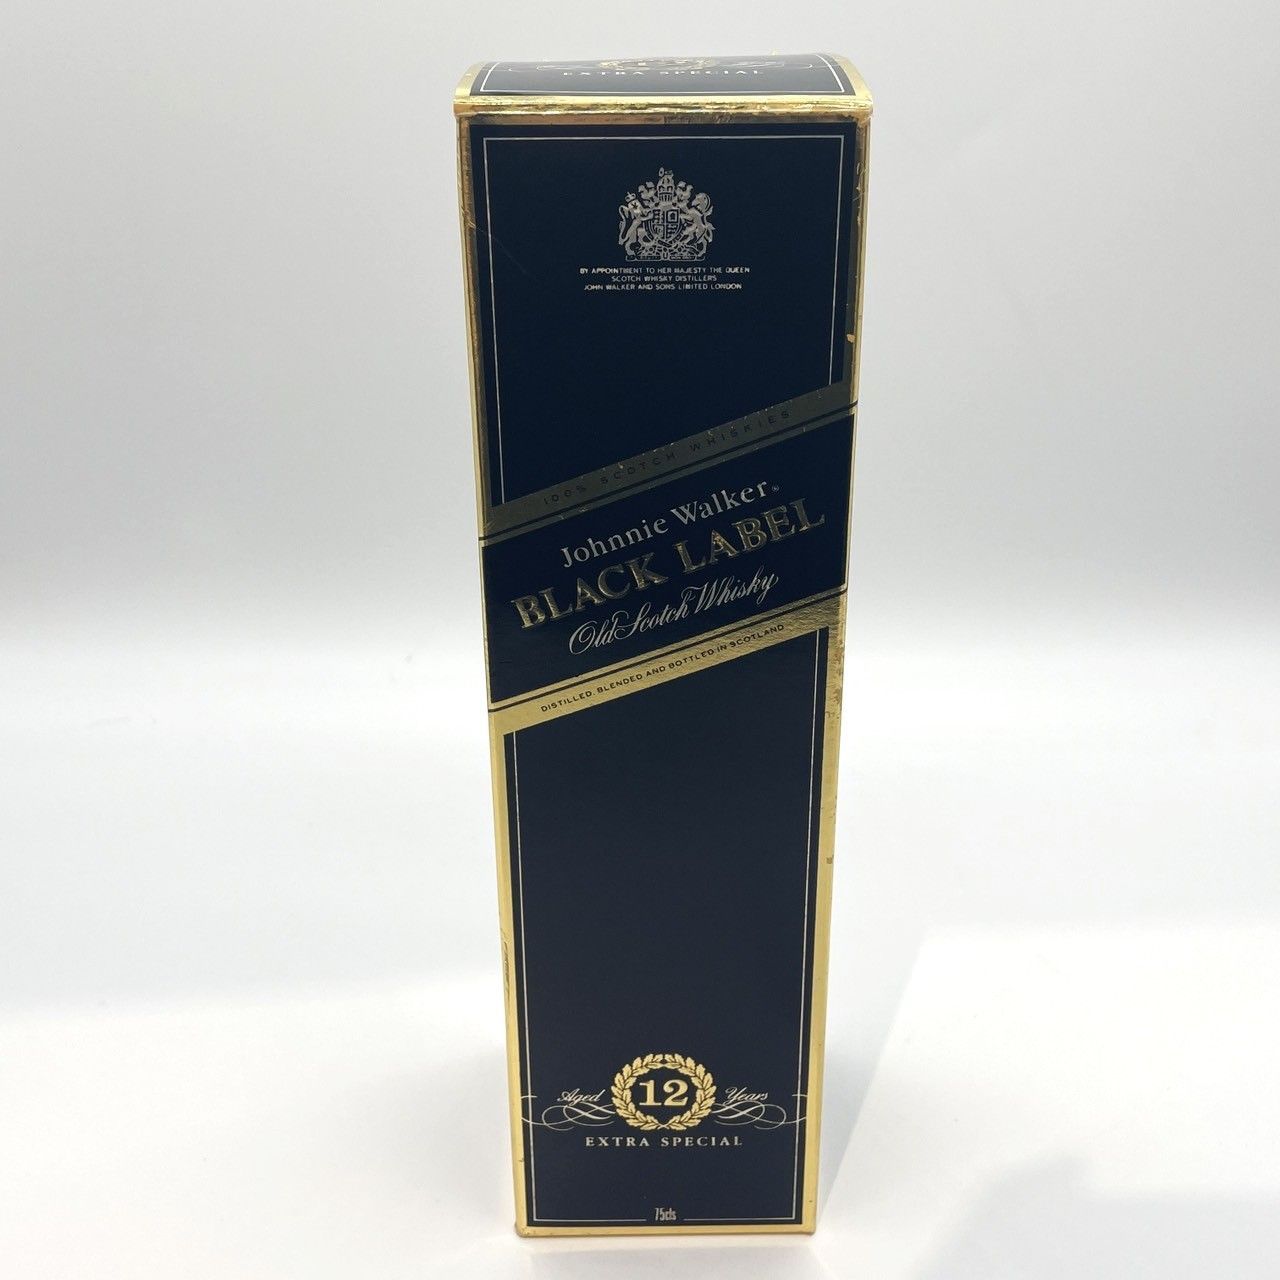 12
EXTRA SPECIAL
BY APPOINTMENT TO HER MAJESTY THE QUEEN
SCOTCH WHISKY DISTILLERS
JOHN WALKER AND SONS LIMITED LONDON
100% SCOTCH WHISKIES
Johnnie Walker®
BLACK LABEL
Old Scotch Whisky
DISTILLED, BLENDED AND BOTTLED IN SCOTLAND
Aged 12 Years
EXTRA SPECIAL
75cls